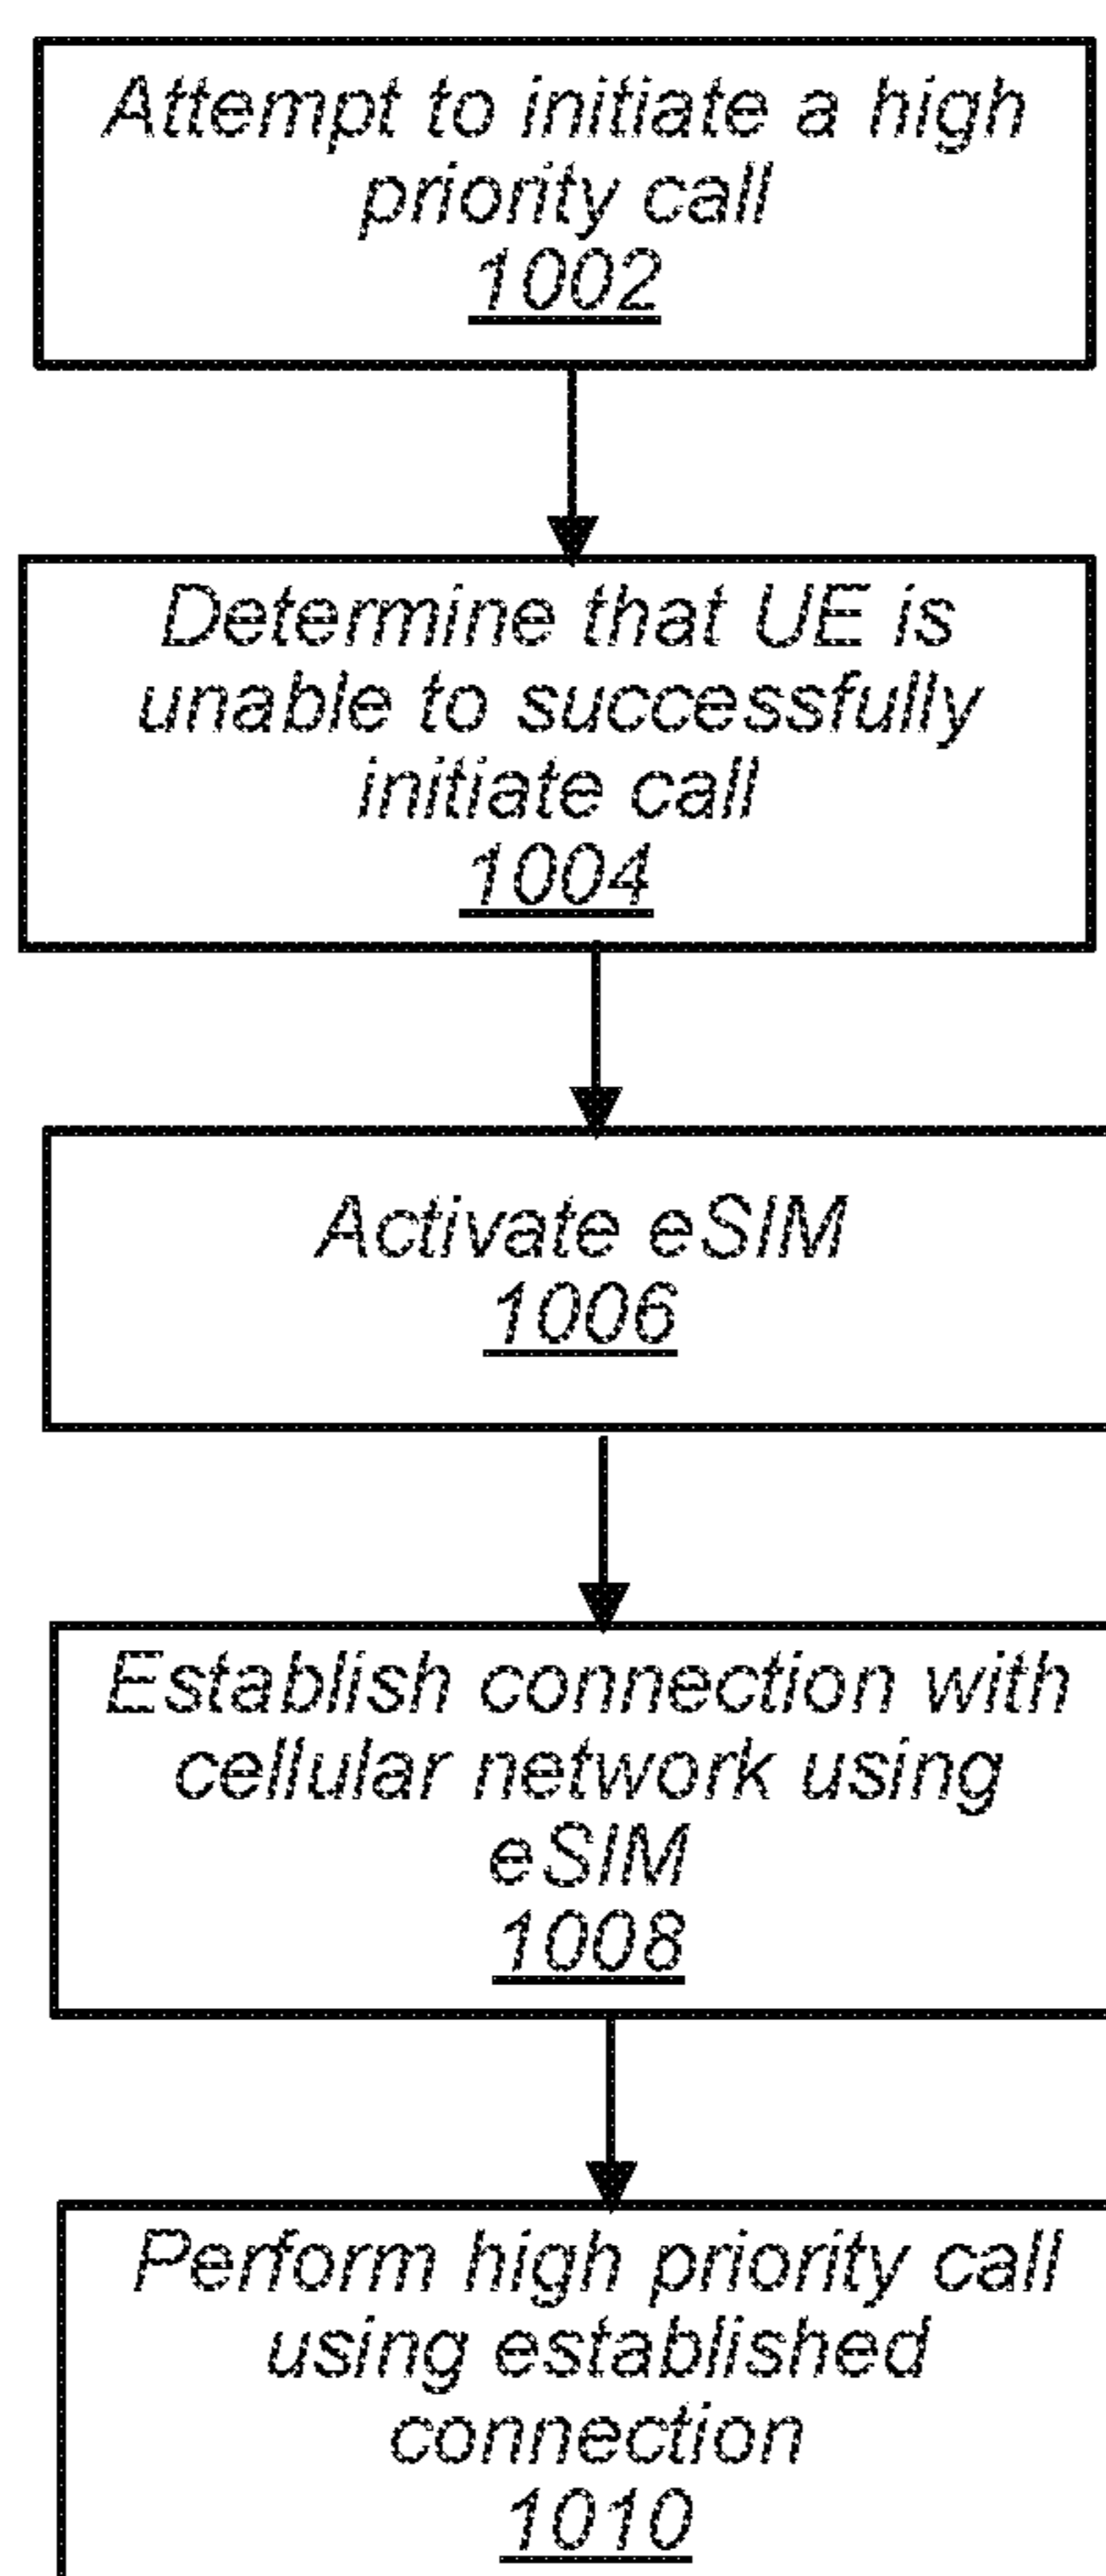 Attempt to initiate a high
priority call
1002
Determine that UE is
unable to successfully
initiate call
1004
Activate eSIM
1006
Establish connection with
cellular network using
eSIM
1008
Perform high priority call
using established
connection
1010